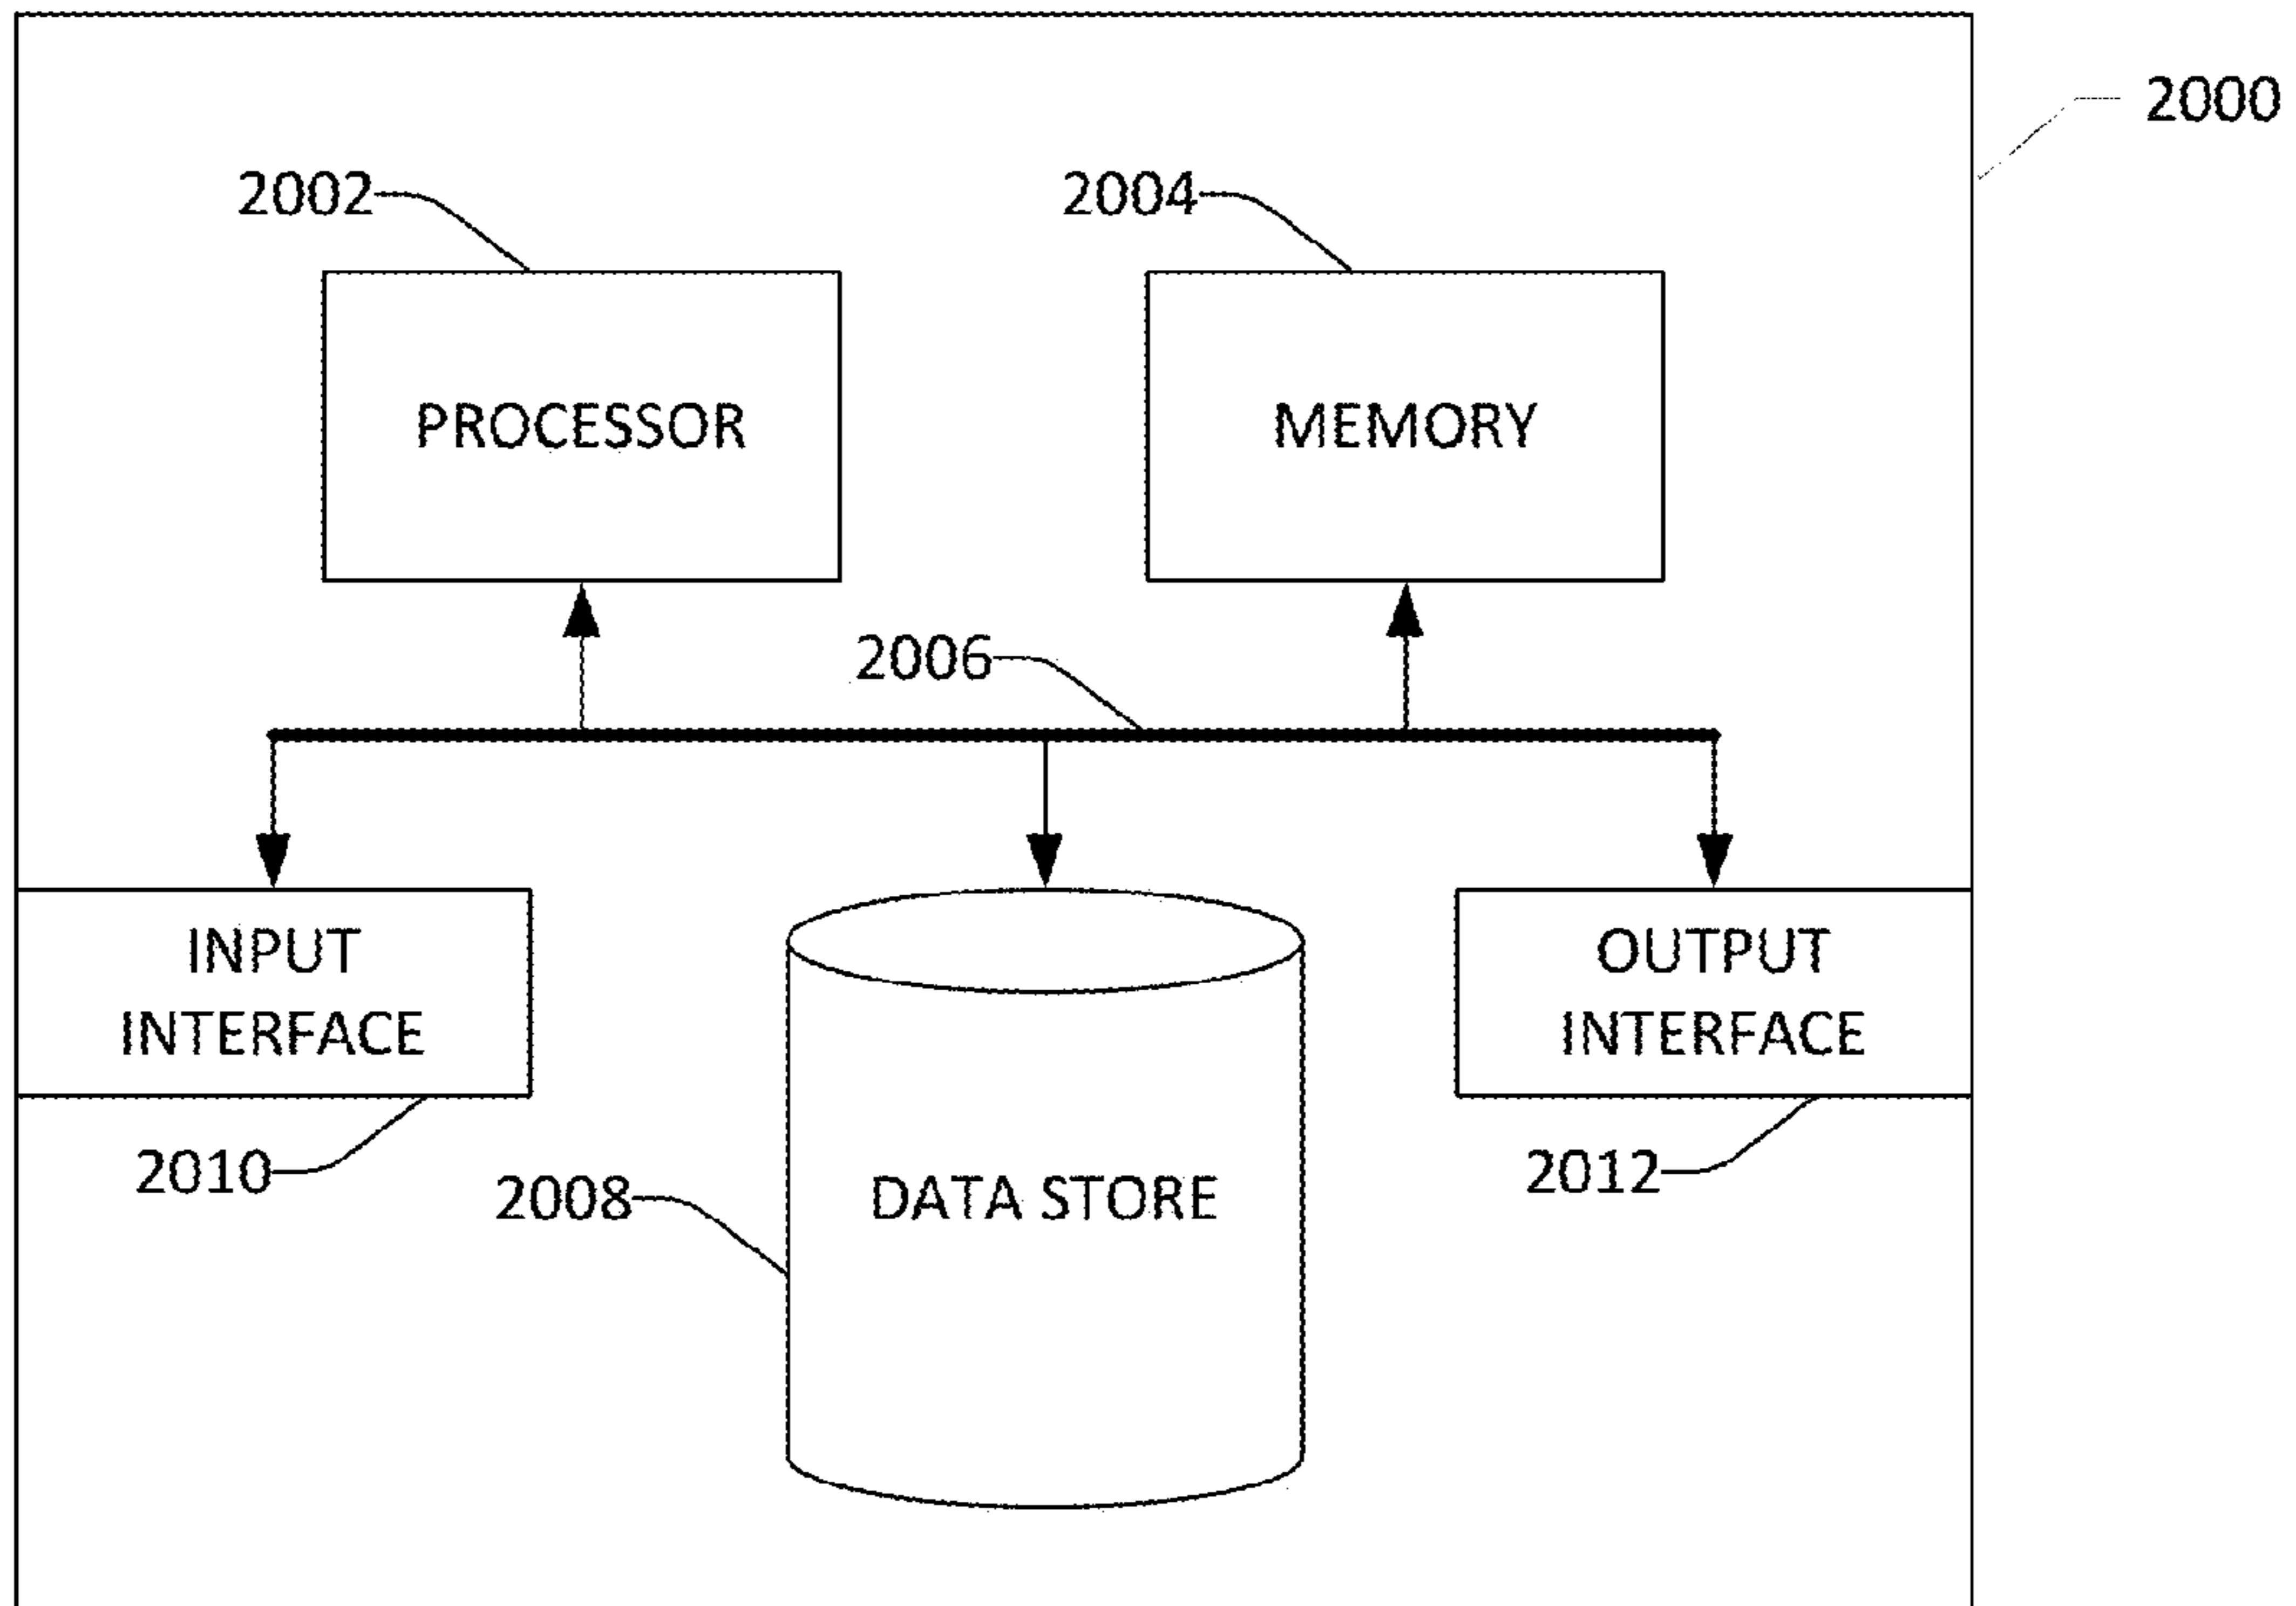 2000
2002
2004
PROCESSOR
MEMORY
2006
INPUT
INTERFACE
OUTPUT
INTERFACE
2010
2008
DATA STORE
2012